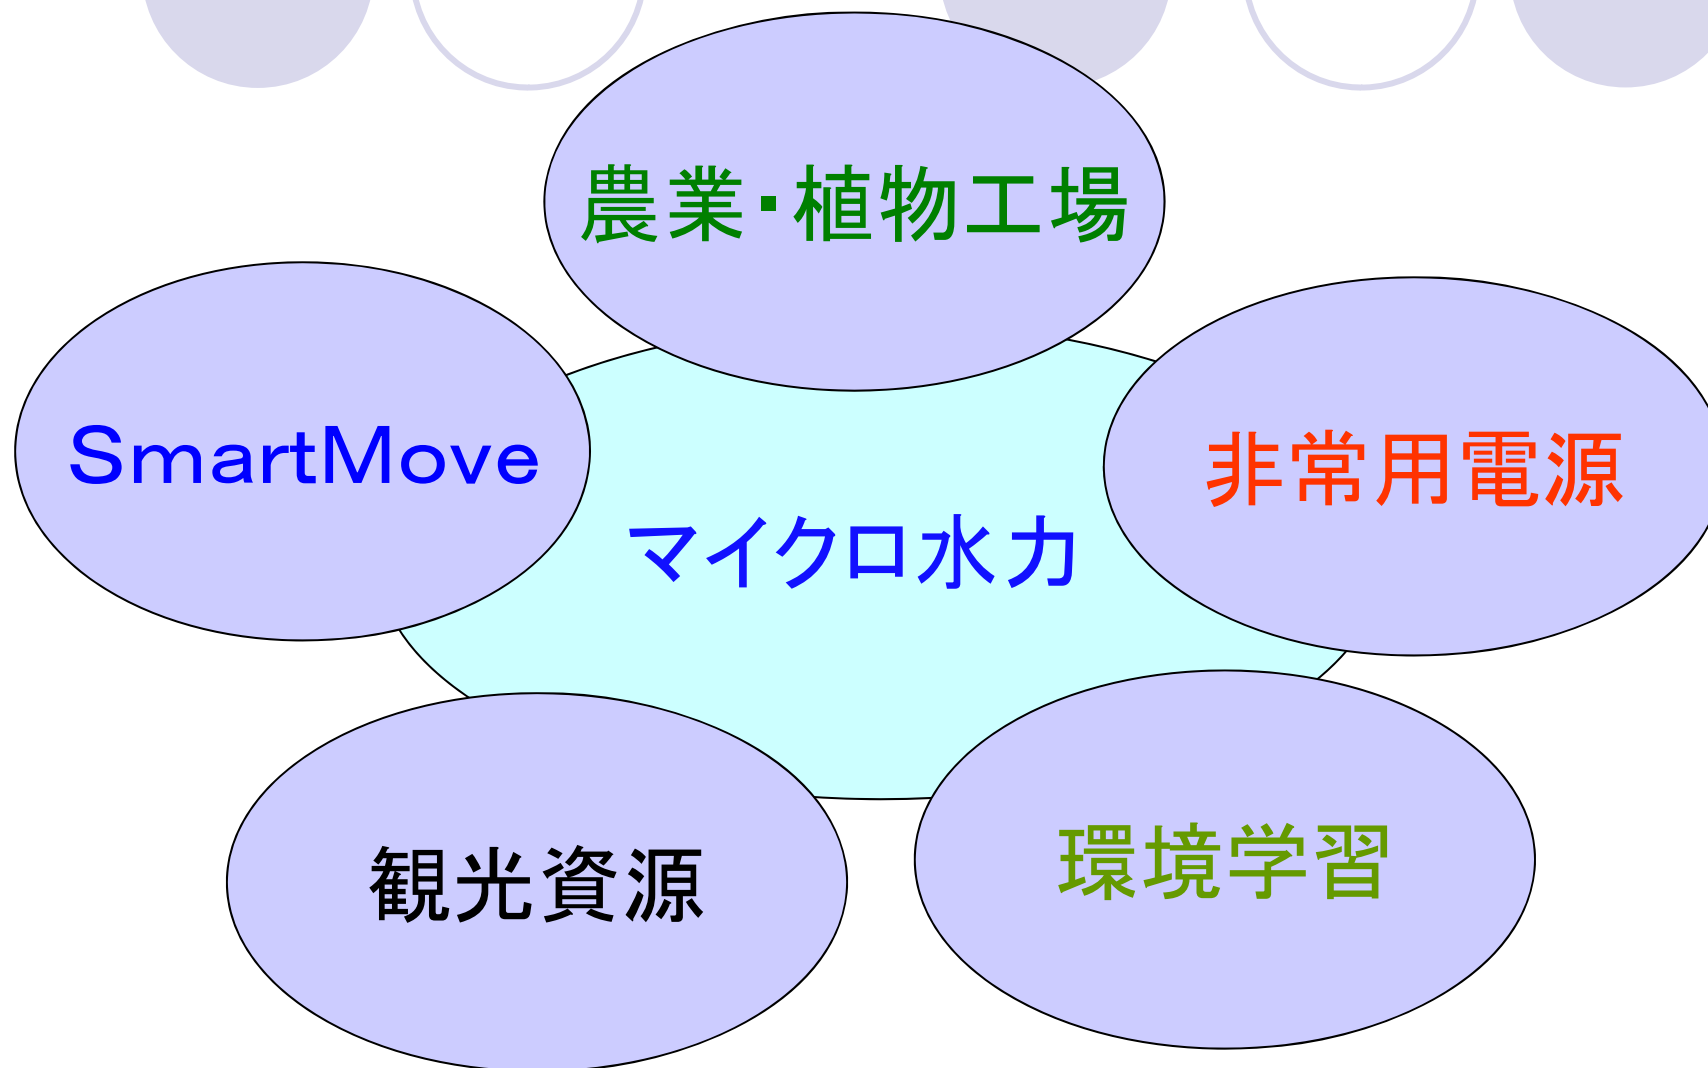 農業・植物工場
SmartMove
非常用電源
マイクロ水力
観光資源
環境学習